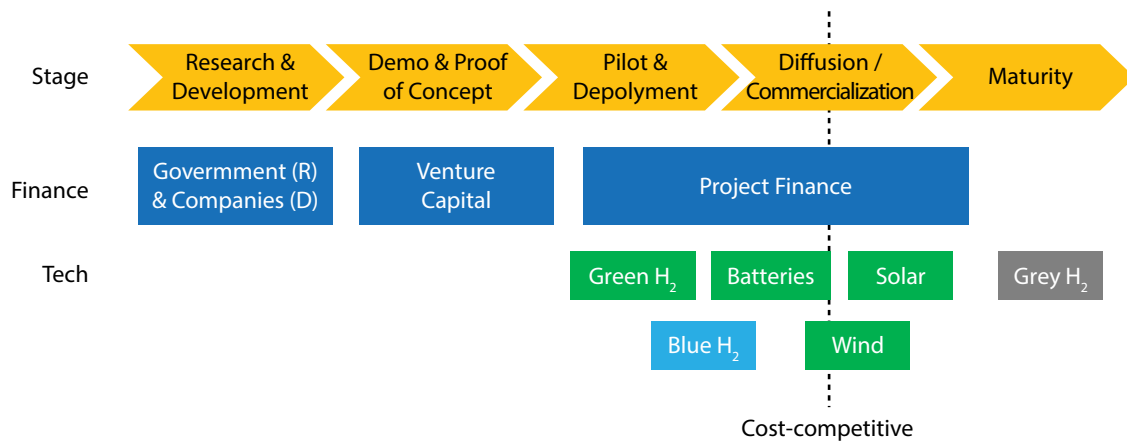 Stage
Research &
Development
Demo & Proof
of Concept
Pilot &
Depolyment
Diffusion /
Commercialization
Maturity
Finance
Govermment (R)
& Companies (D)
Venture
Capital
Project Finance
Tech
Green H₂
Batteries
Solar
Grey H₂
Blue H₂
Wind
Cost-competitive